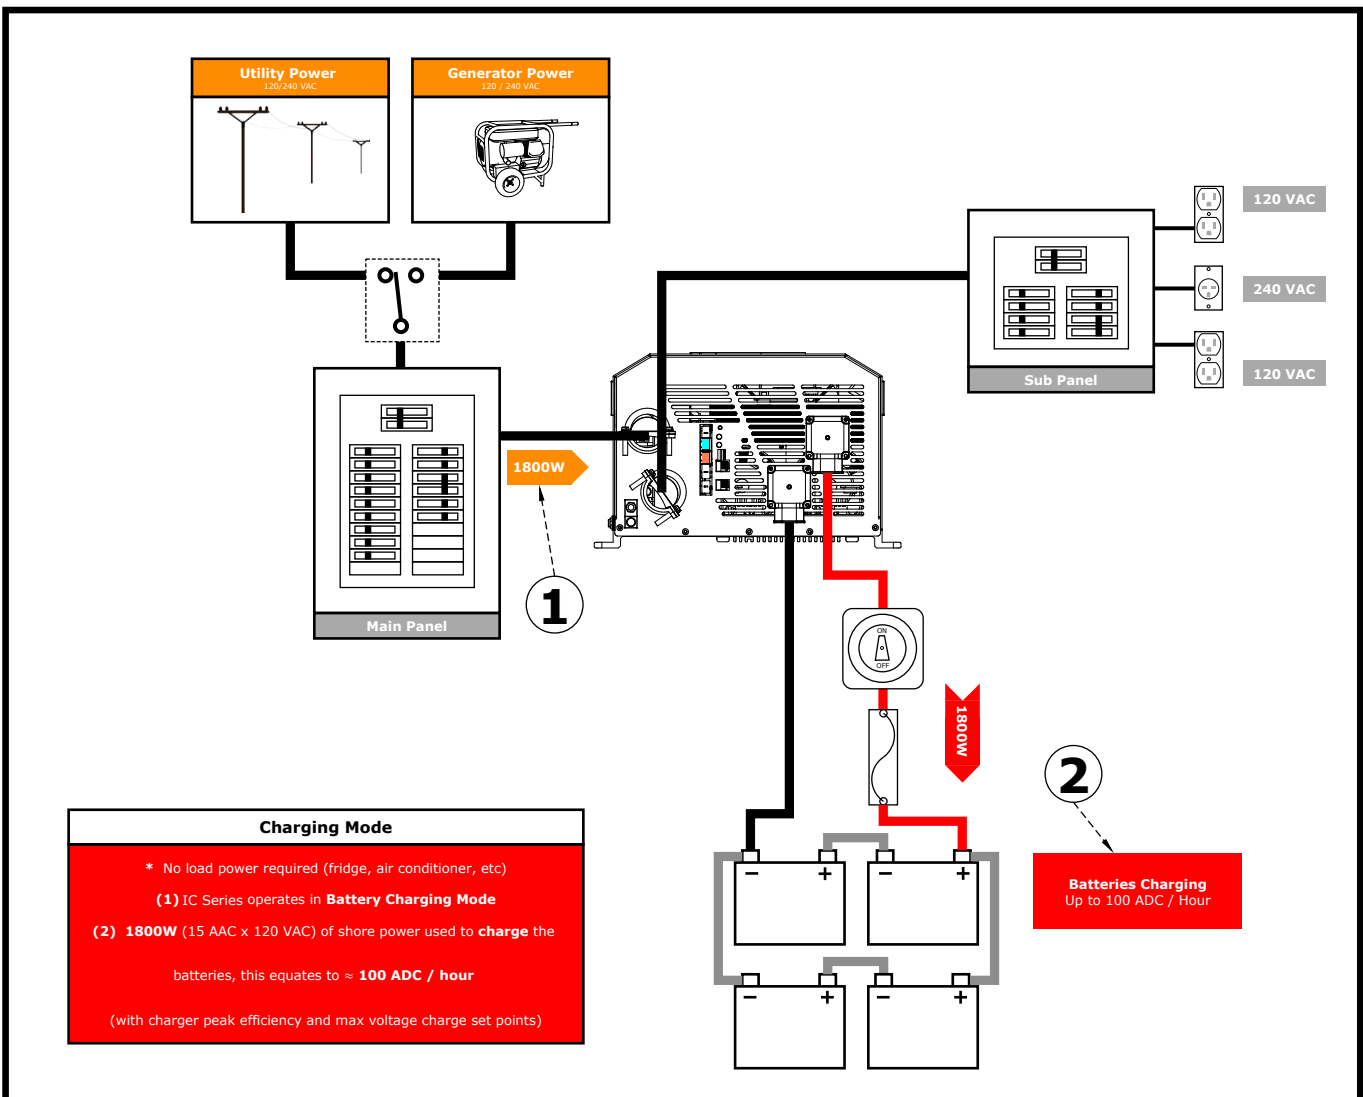 Utility Power
120/240 VAC
Generator Power
120 / 240 VAC
120 VAC
240 VAC
120 VAC
Sub Panel
1800W
1
Main Panel
ON
OFF
1800W
2
Batteries Charging
Up to 100 ADC / Hour
− + − +
− + − +
Charging Mode
* No load power required (fridge, air conditioner, etc)
(1) IC Series operates in Battery Charging Mode
(2) 1800W (15 AAC x 120 VAC) of shore power used to charge the
batteries, this equates to ≈ 100 ADC / hour
(with charger peak efficiency and max voltage charge set points)